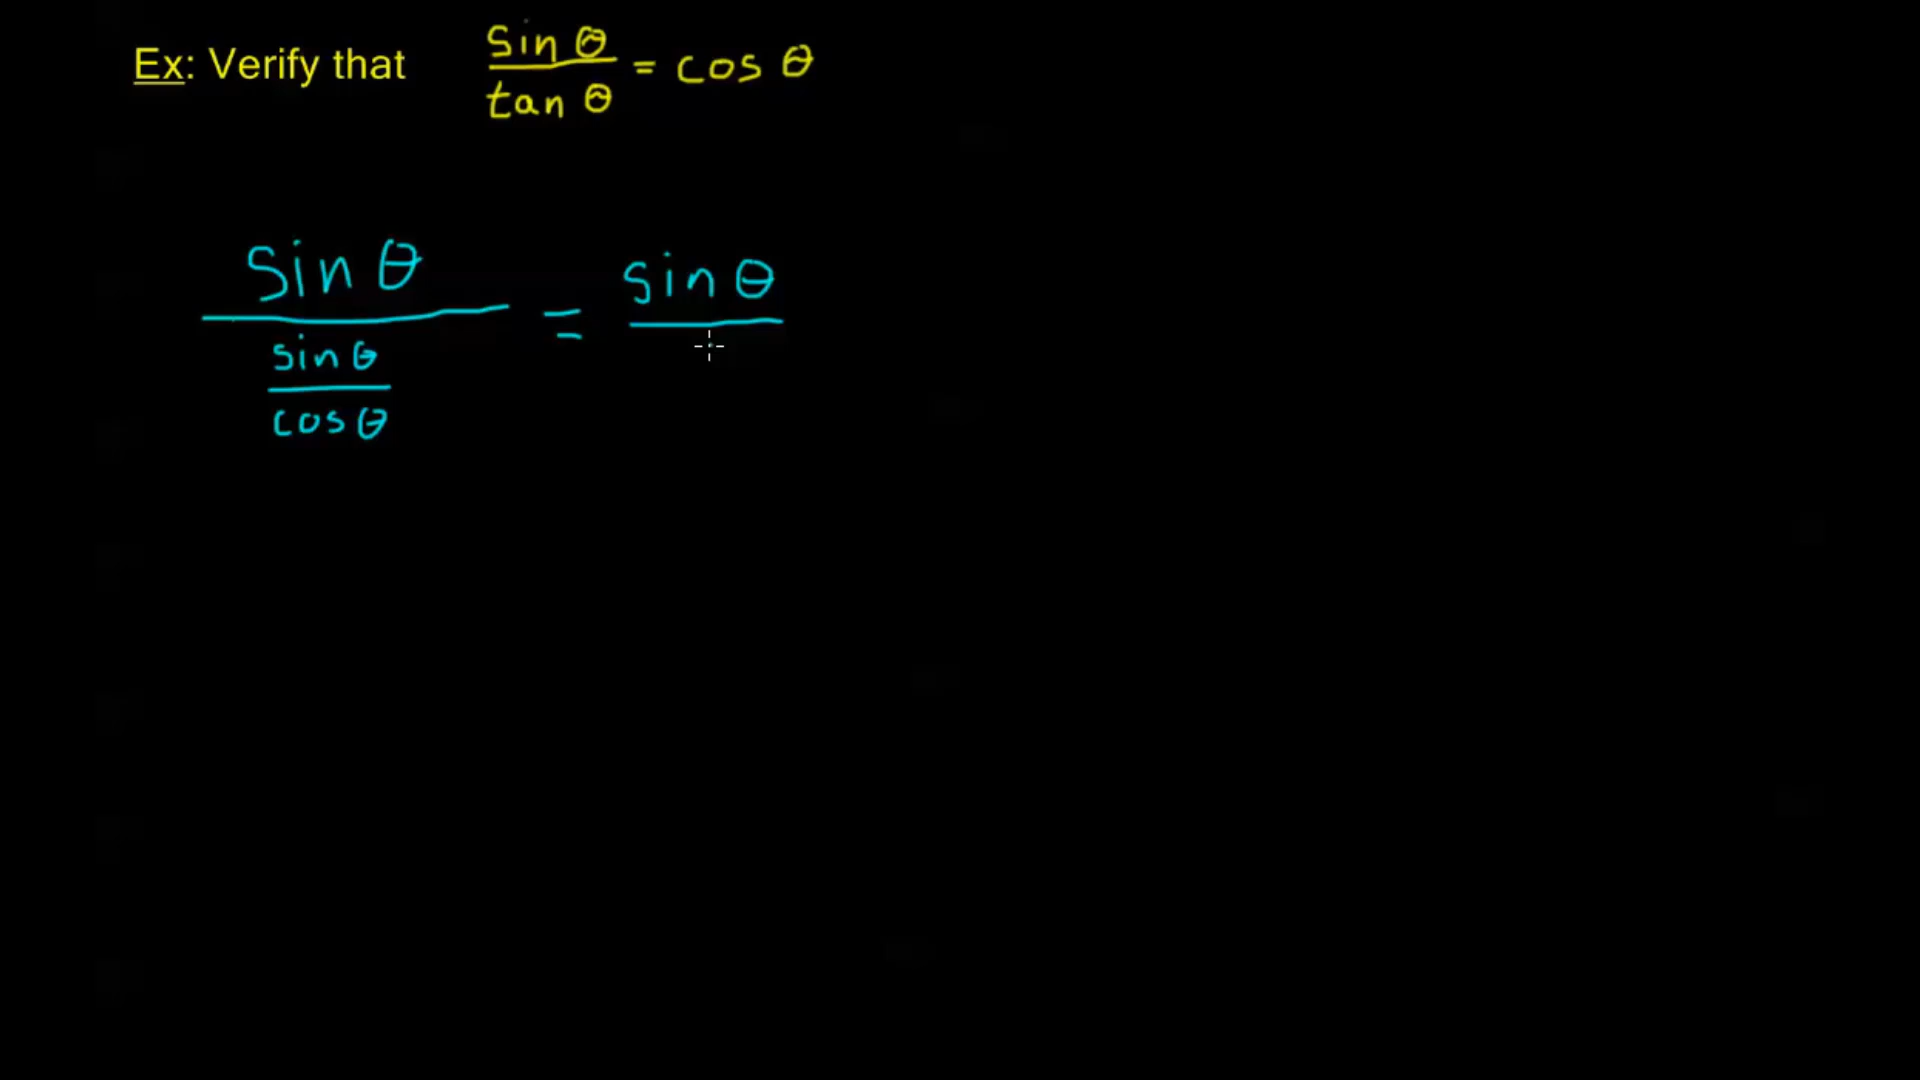 Ex: Verify that sin θ / tan θ = cos θ
sin θ / (sin θ / cos θ) = sin θ /